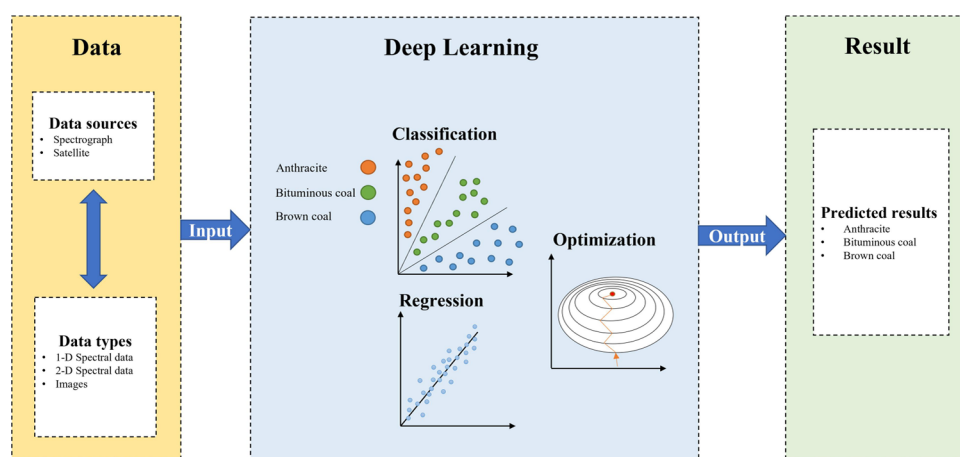 Data
Data sources
• Spectrograph
• Satellite
Data types
• 1-D Spectral data
• 2-D Spectral data
• Images
Input
Deep Learning
Classification
Anthracite
Bituminous coal
Brown coal
Regression
Optimization
Output
Result
Predicted results
• Anthracite
• Bituminous coal
• Brown coal